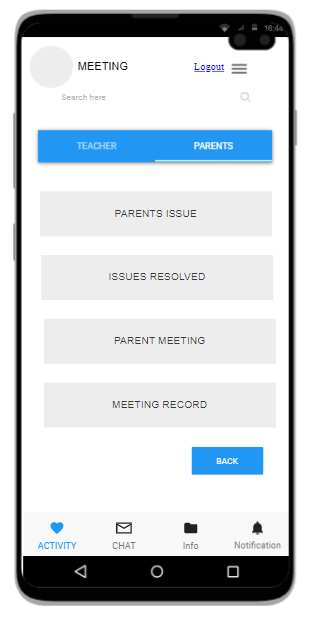 16:44
MEETING
Logout
Search here
TEACHER PARENTS
PARENTS ISSUE
ISSUES RESOLVED
PARENT MEETING
MEETING RECORD
BACK
ACTIVITY CHAT Info Notification